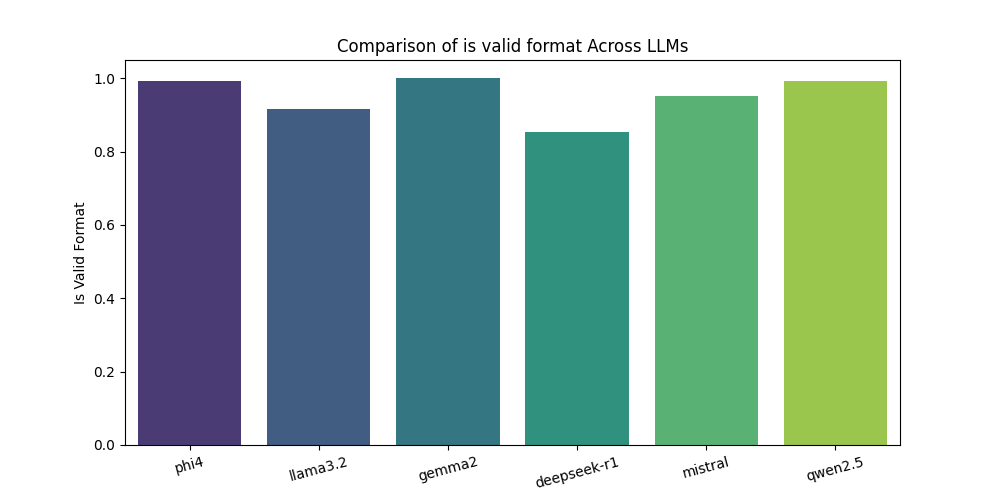 Comparison of is valid format Across LLMs
Is Valid Format
1.0
0.8
0.6
0.4
0.2
0.0
phi4
llama3.2
gemma2
deepseek-r1
mistral
qwen2.5